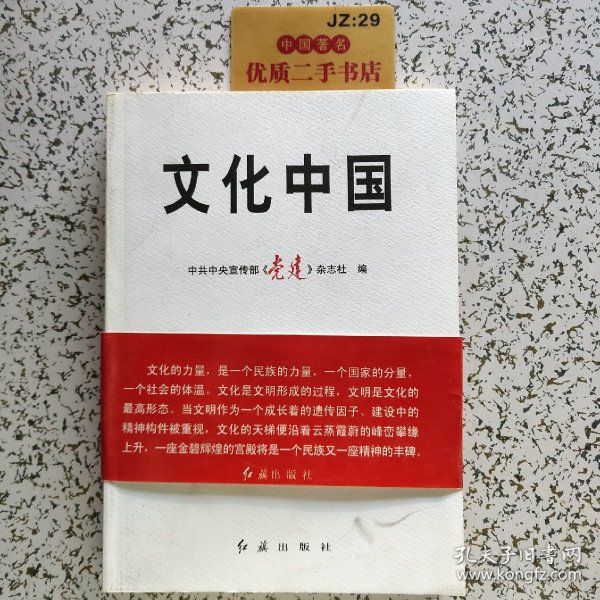 JZ:29
中国著名
优质二手书店
文化中国
中共中央宣传部《党建》杂志社 编
文化的力量，是一个民族的力量，一个国家的分量，
一个社会的体温。文化是文明形成的过程，文明是文化的
最高形态。当文明作为一个成长着的遗传因子、建设中的
精神构件被重视，文化的天梯便沿着云蒸霞蔚的峰峦攀缘
上升，一座金碧辉煌的宫殿将是一个民族又一座精神的丰碑。
红旗出版社
红旗出版社
孔夫子旧书网
www.kongfz.com